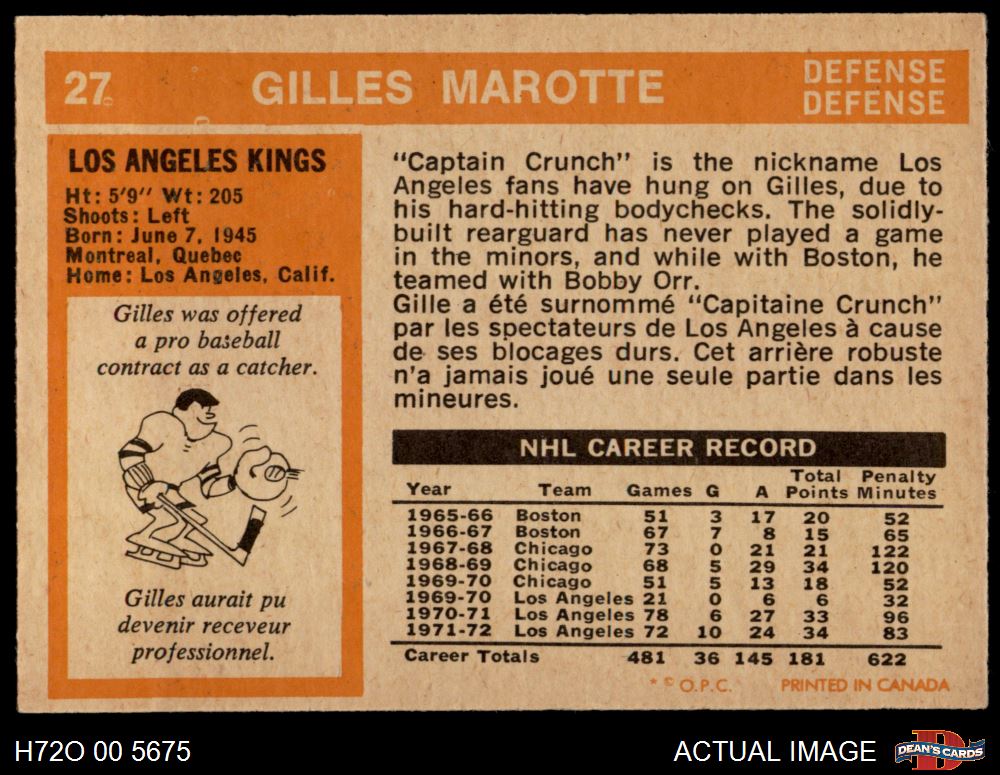 27 GILLES MAROTTE DEFENSE
DEFENSE
LOS ANGELES KINGS
Ht: 5'9'' Wt: 205
Shoots: Left
Born: June 7, 1945
Montreal, Quebec
Home: Los Angeles, Calif.
Gilles was offered
a pro baseball
contract as a catcher.
Gilles aurait pu
devenir receveur
professionnel.
“Captain Crunch” is the nickname Los
Angeles fans have hung on Gilles, due to
his hard-hitting bodychecks. The solidly-
built rearguard has never played a game
in the minors, and while with Boston, he
teamed with Bobby Orr.
Gille a été surnommé “Capitaine Crunch”
par les spectateurs de Los Angeles à cause
de ses blocages durs. Cet arrière robuste
n'a jamais joué une seule partie dans les
mineures.
NHL CAREER RECORD
Year Team Games G A Total Points Penalty Minutes
1965-66 Boston 51 3 17 20 52
1966-67 Boston 67 7 8 15 65
1967-68 Chicago 73 0 21 21 122
1968-69 Chicago 68 5 29 34 120
1969-70 Chicago 51 5 13 18 52
1969-70 Los Angeles 21 0 6 6 32
1970-71 Los Angeles 78 6 27 33 96
1971-72 Los Angeles 72 10 24 34 83
Career Totals 481 36 145 181 622
* © O.P.C. PRINTED IN CANADA
H72O 00 5675 ACTUAL IMAGE DEAN'S CARDS